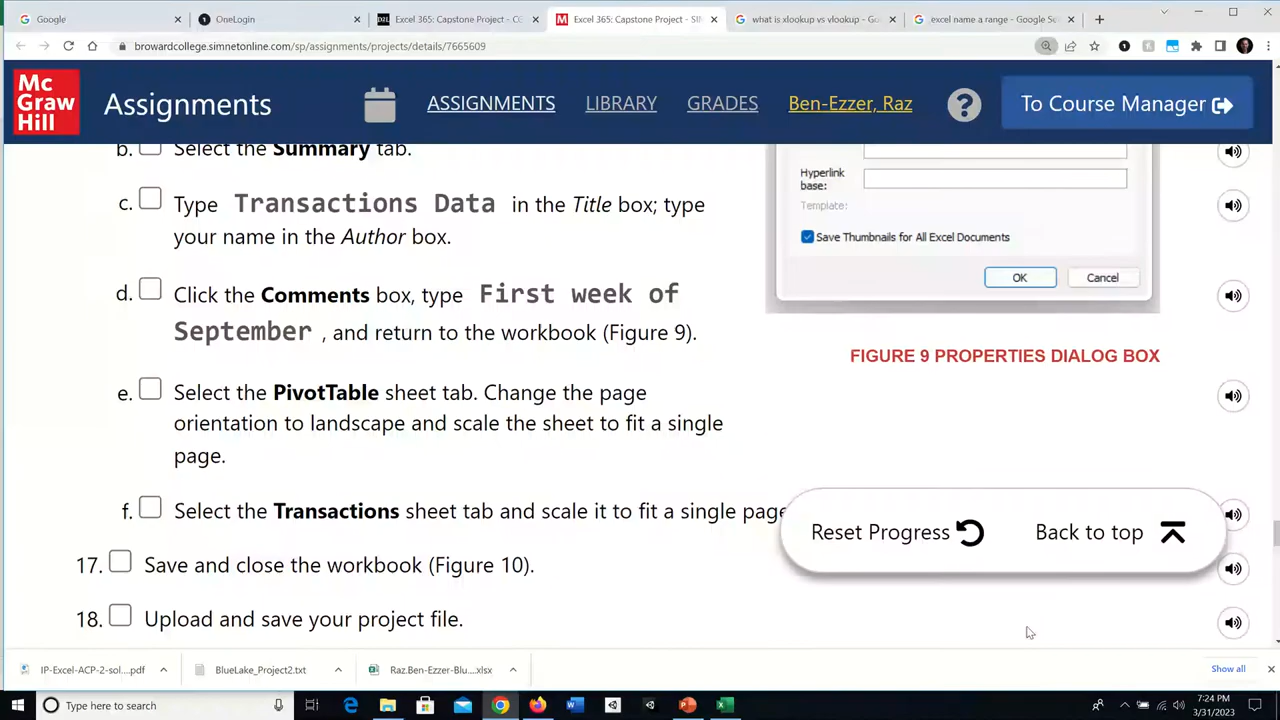 Google
OneLogin
Excel 365: Capstone Project - CG
Excel 365: Capstone Project - SIM
what is xlookup vs vlookup - Goo
excel name a range - Google Se
browardcollege.simnetonline.com/sp/assignments/projects/details/7665609
Mc
Graw
Hill
Assignments
ASSIGNMENTS
LIBRARY
GRADES
Ben-Ezzer, Raz
To Course Manager
b. Select the Summary tab.
c. Type Transactions Data in the Title box; type
your name in the Author box.
d. Click the Comments box, type First week of
September , and return to the workbook (Figure 9).
e. Select the PivotTable sheet tab. Change the page
orientation to landscape and scale the sheet to fit a single
page.
f. Select the Transactions sheet tab and scale it to fit a single page
17. Save and close the workbook (Figure 10).
18. Upload and save your project file.
Hyperlink
base:
Template:
Save Thumbnails for All Excel Documents
OK
Cancel
FIGURE 9 PROPERTIES DIALOG BOX
Reset Progress
Back to top
IP-Excel-ACP-2-sol....pdf
BlueLake_Project2.txt
Raz.Ben-Ezzer-Blu....xlsx
Show all
Type here to search
7:24 PM
3/31/2023